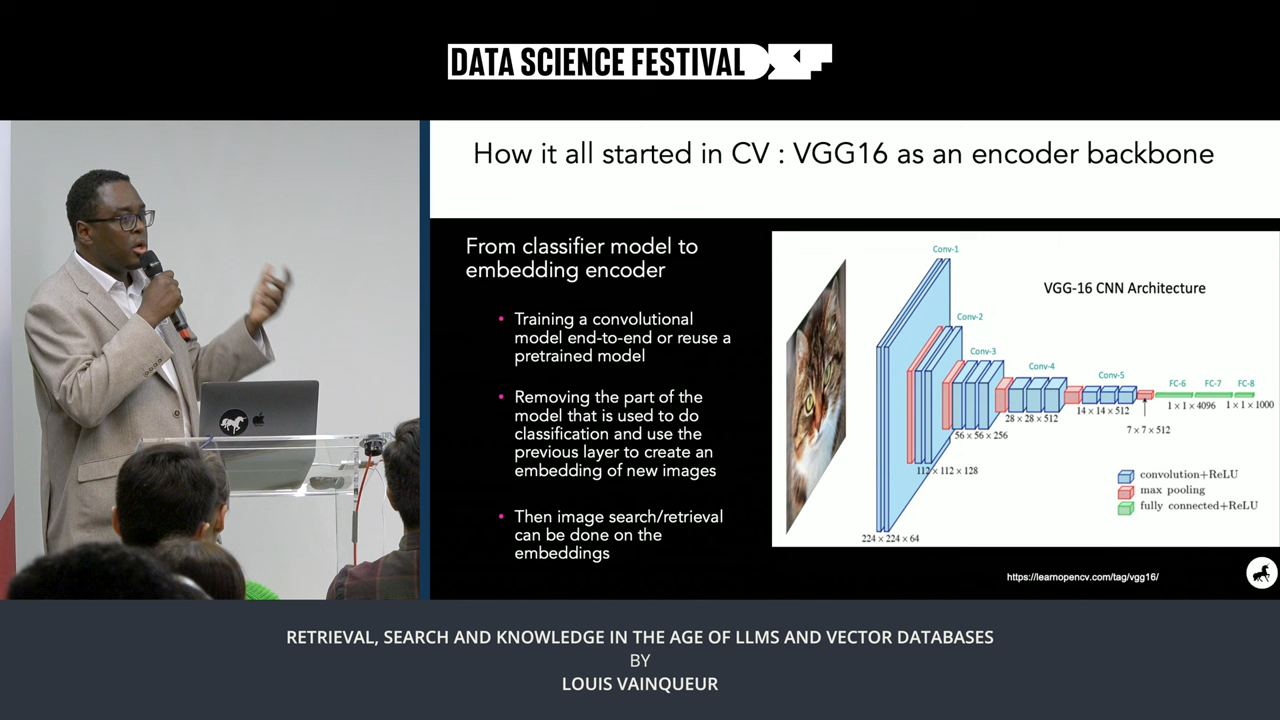 DATA SCIENCE FESTIVAL DSF
How it all started in CV : VGG16 as an encoder backbone
From classifier model to
embedding encoder
• Training a convolutional
model end-to-end or reuse a
pretrained model
• Removing the part of the
model that is used to do
classification and use the
previous layer to create an
embedding of new images
• Then image search/retrieval
can be done on the
embeddings
VGG-16 CNN Architecture
Conv-1
Conv-2
Conv-3
Conv-4
Conv-5
FC-6 FC-7 FC-8
1 × 1 × 4096 1 × 1 × 1000
14 × 14 × 512
28 × 28 × 512
7 × 7 × 512
56 × 56 × 256
112 × 112 × 128
224 × 224 × 64
convolution+ReLU
max pooling
fully connected+ReLU
https://learnopencv.com/tag/vgg16/
RETRIEVAL, SEARCH AND KNOWLEDGE IN THE AGE OF LLMS AND VECTOR DATABASES
BY
LOUIS VAINQUEUR